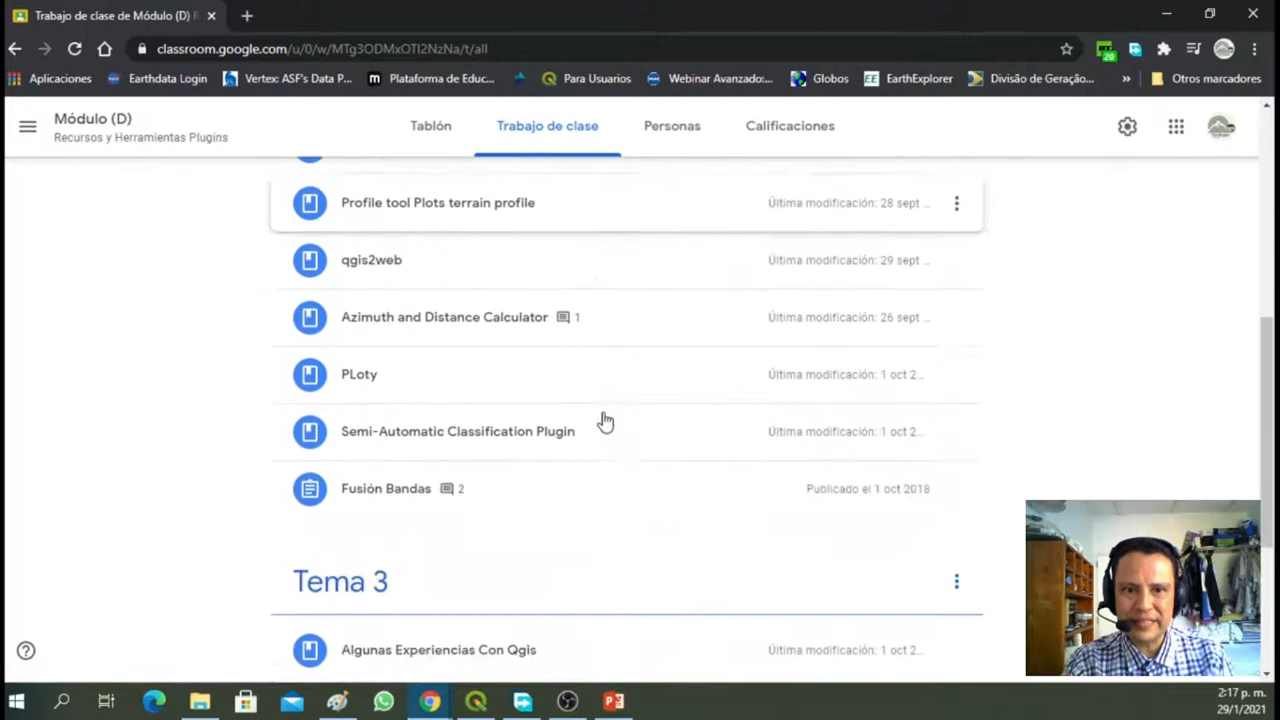 Trabajo de clase de Módulo (D) R
classroom.google.com/u/0/w/MTg3ODMxOTI2NzNa/t/all
20
Aplicaciones
Earthdata Login
Vertex: ASF's Data P...
Plataforma de Educ...
Para Usuarios
Webinar Avanzado:...
Globos
EE
EarthExplorer
Divisão de Geração...
»
Otros marcadores
Módulo (D)
Recursos y Herramientas Plugins
Tablón
Trabajo de clase
Personas
Calificaciones
Profile tool Plots terrain profile
Última modificación: 28 sept ...
qgis2web
Última modificación: 29 sept ...
Azimuth and Distance Calculator 1
Última modificación: 26 sept ...
PLoty
Última modificación: 1 oct 2...
Semi-Automatic Classification Plugin
Última modificación: 1 oct 2...
Fusión Bandas 2
Publicado el 1 oct 2018
Tema 3
Algunas Experiencias Con Qgis
Última modificación: 1 oct 2...
2:17 p. m.
29/1/2021